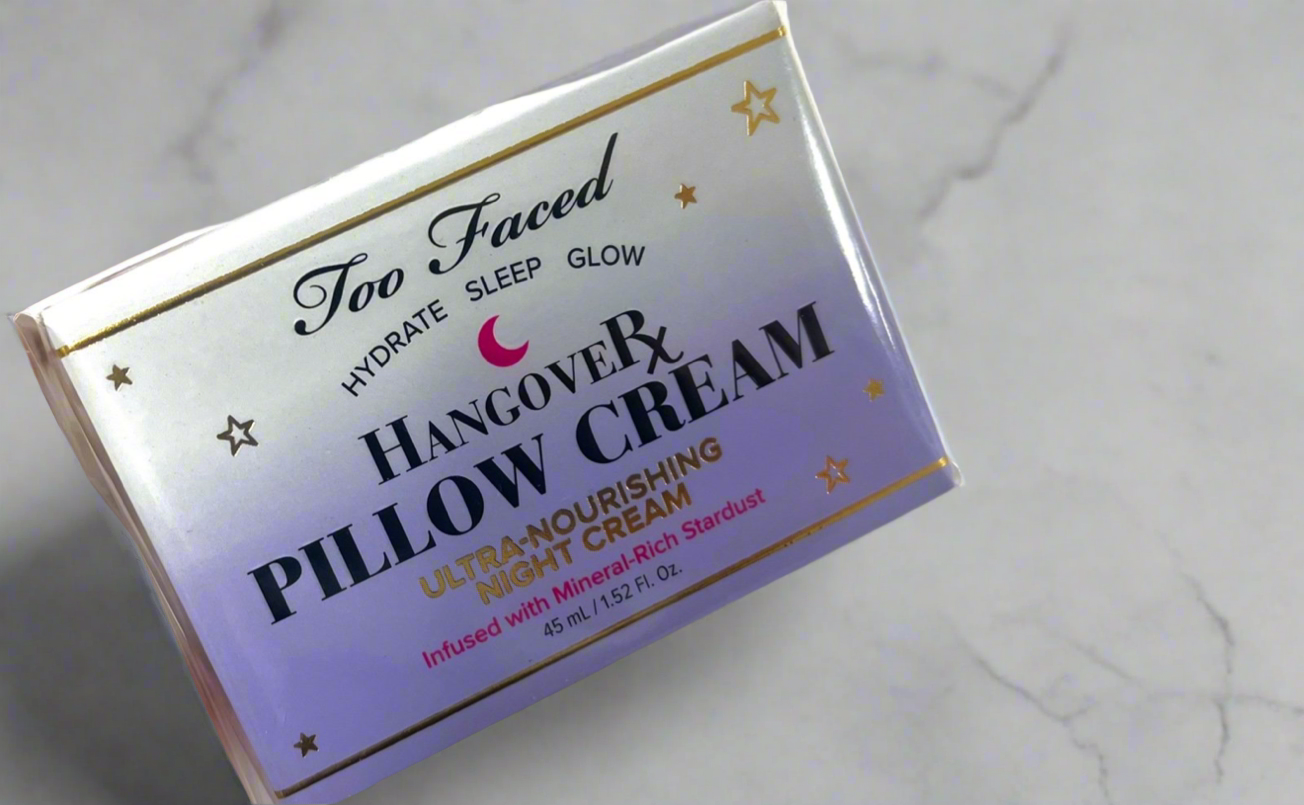 Too Faced
HYDRATE SLEEP GLOW
HANGOVERx
PILLOW CREAM
ULTRA-NOURISHING
NIGHT CREAM
Infused with Mineral-Rich Stardust
45 mL / 1.52 Fl. Oz.